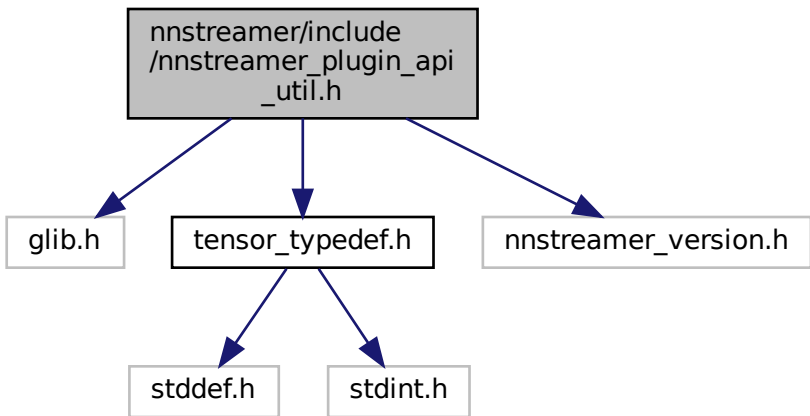 nnstreamer/include
/nnstreamer_plugin_api
_util.h
glib.h
tensor_typedef.h
nnstreamer_version.h
stddef.h
stdint.h